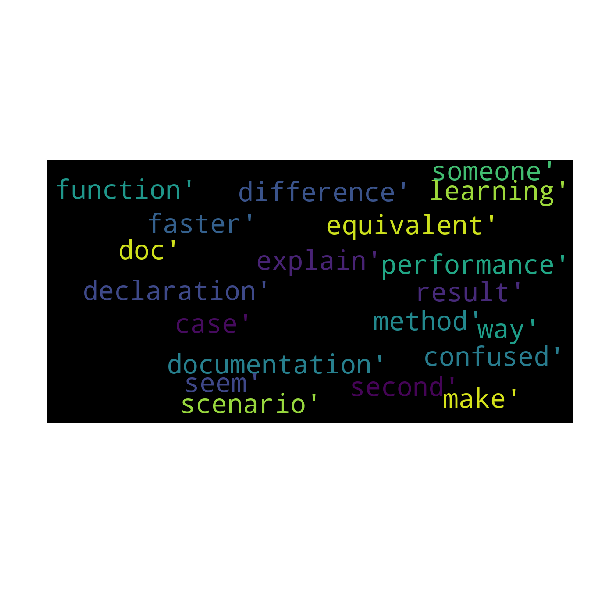 someone'
function' difference' learning'
faster' equivalent'
doc' explain' performance'
declaration' result'
case' method' way'
documentation' confused'
seem' second'
scenario' make'